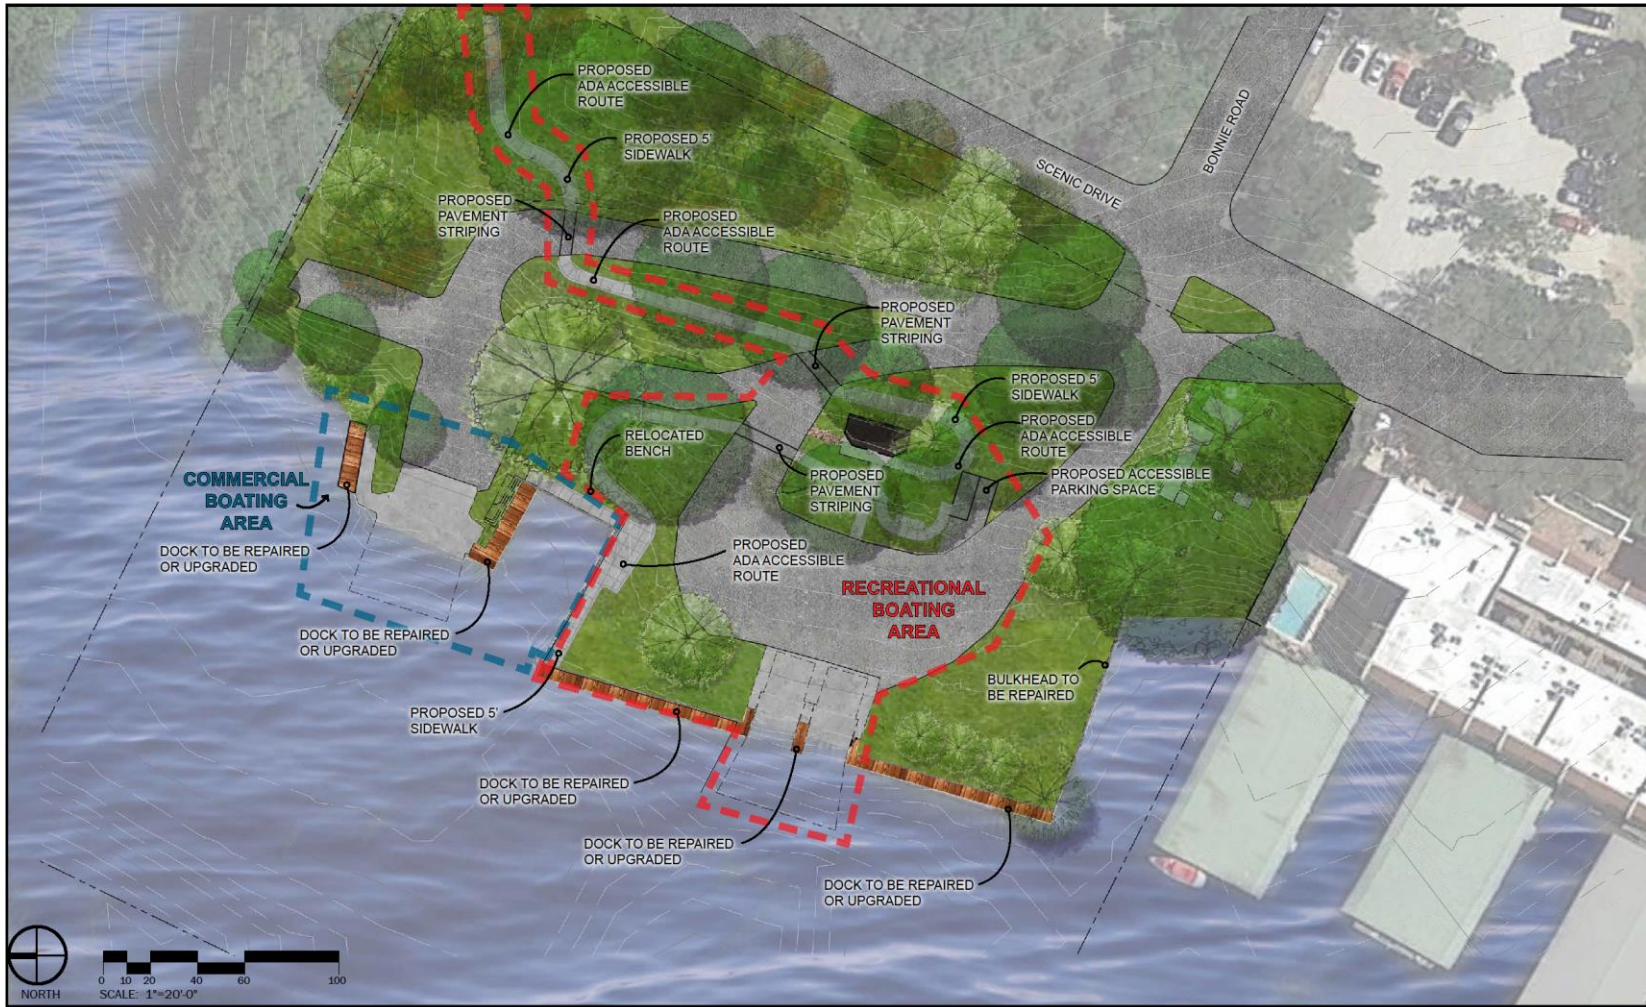 PROPOSED
ADA ACCESSIBLE
ROUTE
PROPOSED 5'
SIDEWALK
SCENIC DRIVE
BONNIE ROAD
PROPOSED
PAVEMENT
STRIPING
PROPOSED
ADA ACCESSIBLE
ROUTE
PROPOSED
PAVEMENT
STRIPING
PROPOSED 5'
SIDEWALK
PROPOSED
ADA ACCESSIBLE
ROUTE
RELOCATED
BENCH
PROPOSED
PAVEMENT
STRIPING
PROPOSED ACCESSIBLE
PARKING SPACE
COMMERCIAL
BOATING
AREA
DOCK TO BE REPAIRED
OR UPGRADED
PROPOSED
ADA ACCESSIBLE
ROUTE
RECREATIONAL
BOATING
AREA
DOCK TO BE REPAIRED
OR UPGRADED
BULKHEAD TO
BE REPAIRED
PROPOSED 5'
SIDEWALK
DOCK TO BE REPAIRED
OR UPGRADED
DOCK TO BE REPAIRED
OR UPGRADED
DOCK TO BE REPAIRED
OR UPGRADED
0 10 20 40 60 100
NORTH
SCALE: 1"=20'-0"